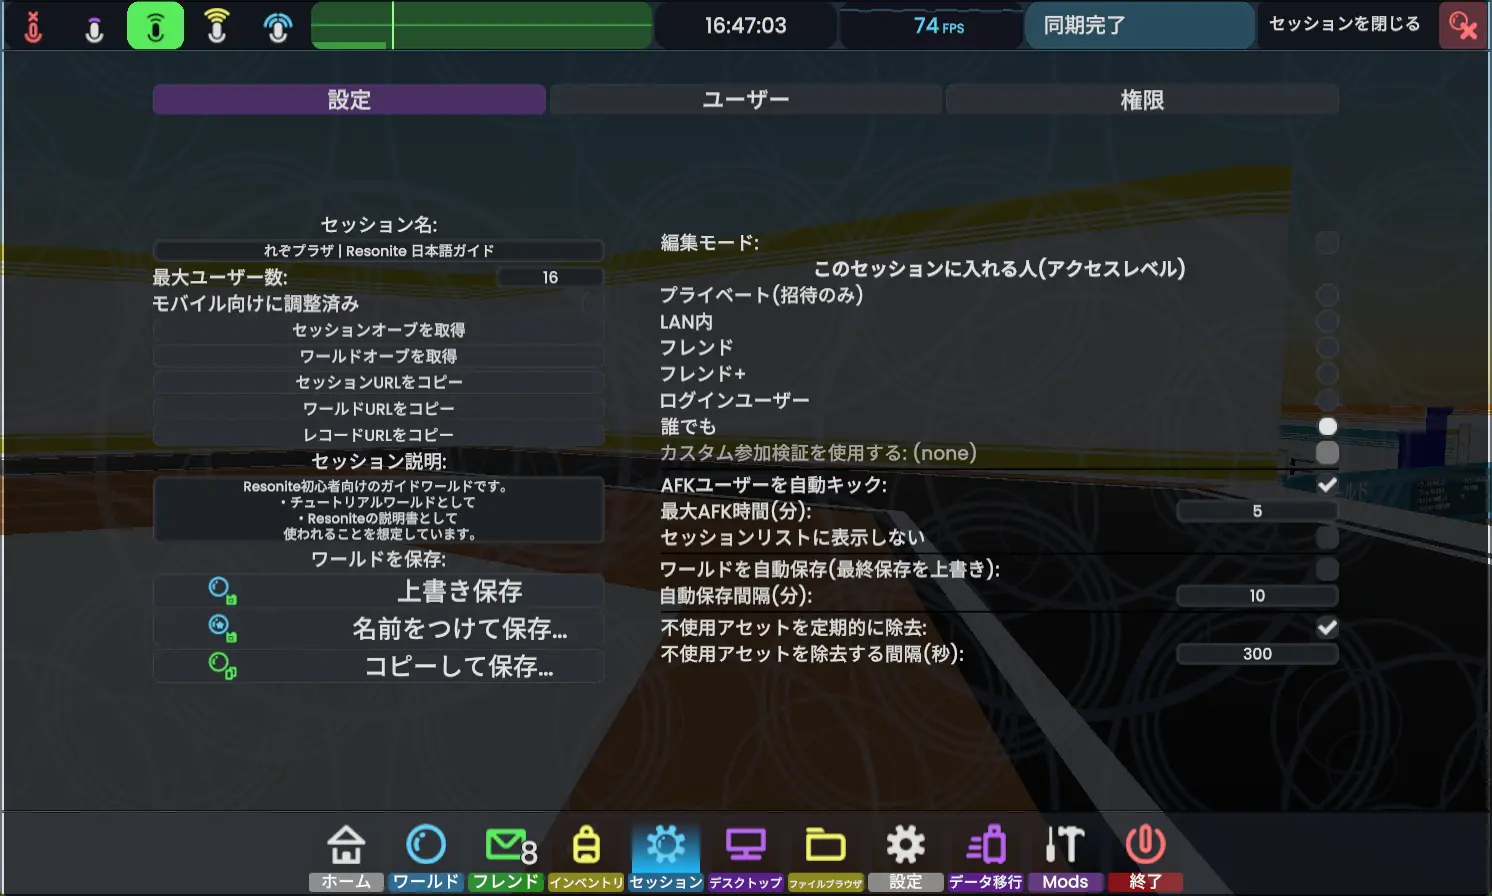 16:47:03
74 FPS
同期完了
セッションを閉じる
設定
ユーザー
権限
セッション名:
れぞプラザ | Resonite 日本語ガイド
最大ユーザー数:
16
モバイル向けに調整済み
セッションオーブを取得
ワールドオーブを取得
セッションURLをコピー
ワールドURLをコピー
レコードURLをコピー
セッション説明:
Resonite初心者向けのガイドワールドです。
・チュートリアルワールドとして
・Resoniteの説明書として
使われることを想定しています。
ワールドを保存:
上書き保存
名前をつけて保存...
コピーして保存...
編集モード:
このセッションに入れる人(アクセスレベル)
プライベート(招待のみ)
LAN内
フレンド
フレンド+
ログインユーザー
誰でも
カスタム参加検証を使用する: (none)
AFKユーザーを自動キック:
最大AFK時間(分):
5
セッションリストに表示しない
ワールドを自動保存(最終保存を上書き):
自動保存間隔(分):
10
不使用アセットを定期的に除去:
不使用アセットを除去する間隔(秒):
300
8
ホーム
ワールド
フレンド
インベントリ
セッション
デスクトップ
ファイルブラウザ
設定
データ移行
Mods
終了